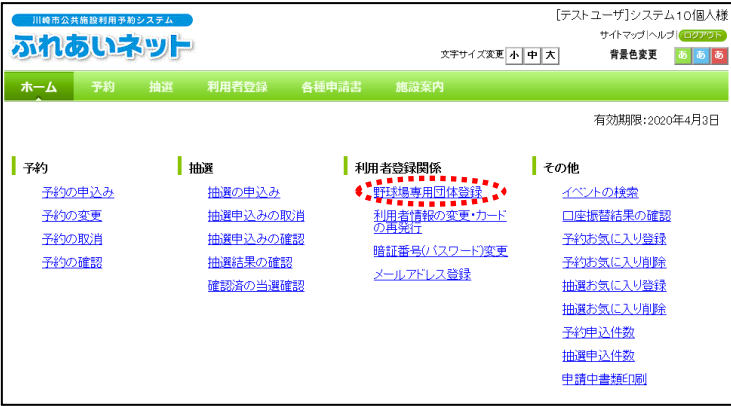 川崎市公共施設利用予約システム
ふれあいネット
[テストユーザ]システム10個人様
サイトマップ|ヘルプ|ログアウト
文字サイズ変更 小 中 大 背景色変更 あ あ あ
ホーム 予約 抽選 利用者登録 各種申請書 施設案内
有効期限:2020年4月3日
予約
予約の申込み
予約の変更
予約の取消
予約の確認
抽選
抽選の申込み
抽選申込みの取消
抽選申込みの確認
抽選結果の確認
確認済の当選確認
利用者登録関係
野球場専用団体登録
利用者情報の変更・カード
の再発行
暗証番号(パスワード)変更
メールアドレス登録
その他
イベントの検索
口座振替結果の確認
予約お気に入り登録
予約お気に入り削除
抽選お気に入り登録
抽選お気に入り削除
予約申込件数
抽選申込件数
申請中書類印刷